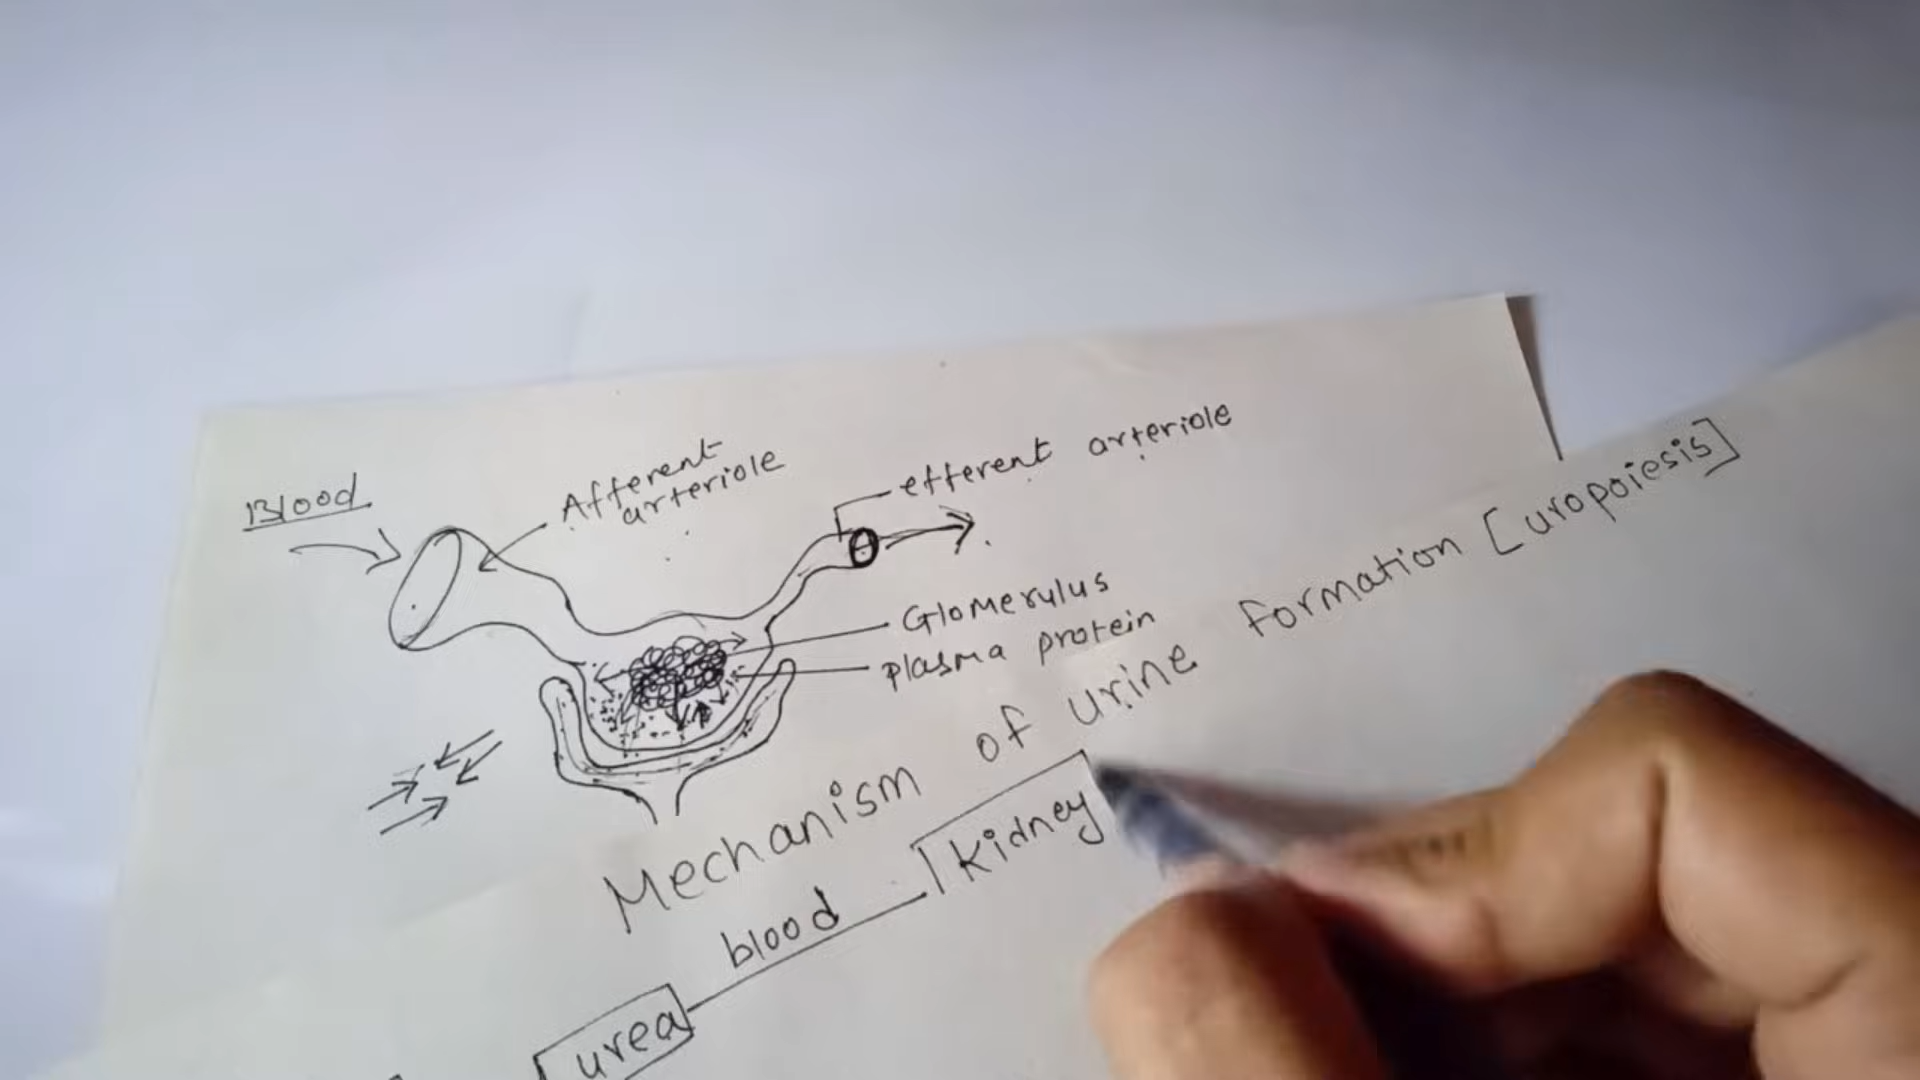 Blood
Afferent
arteriole
efferent arteriole
Glomerulus
plasma protein
Mechanism of urine formation [uropoiesis]
blood
Kidney
urea